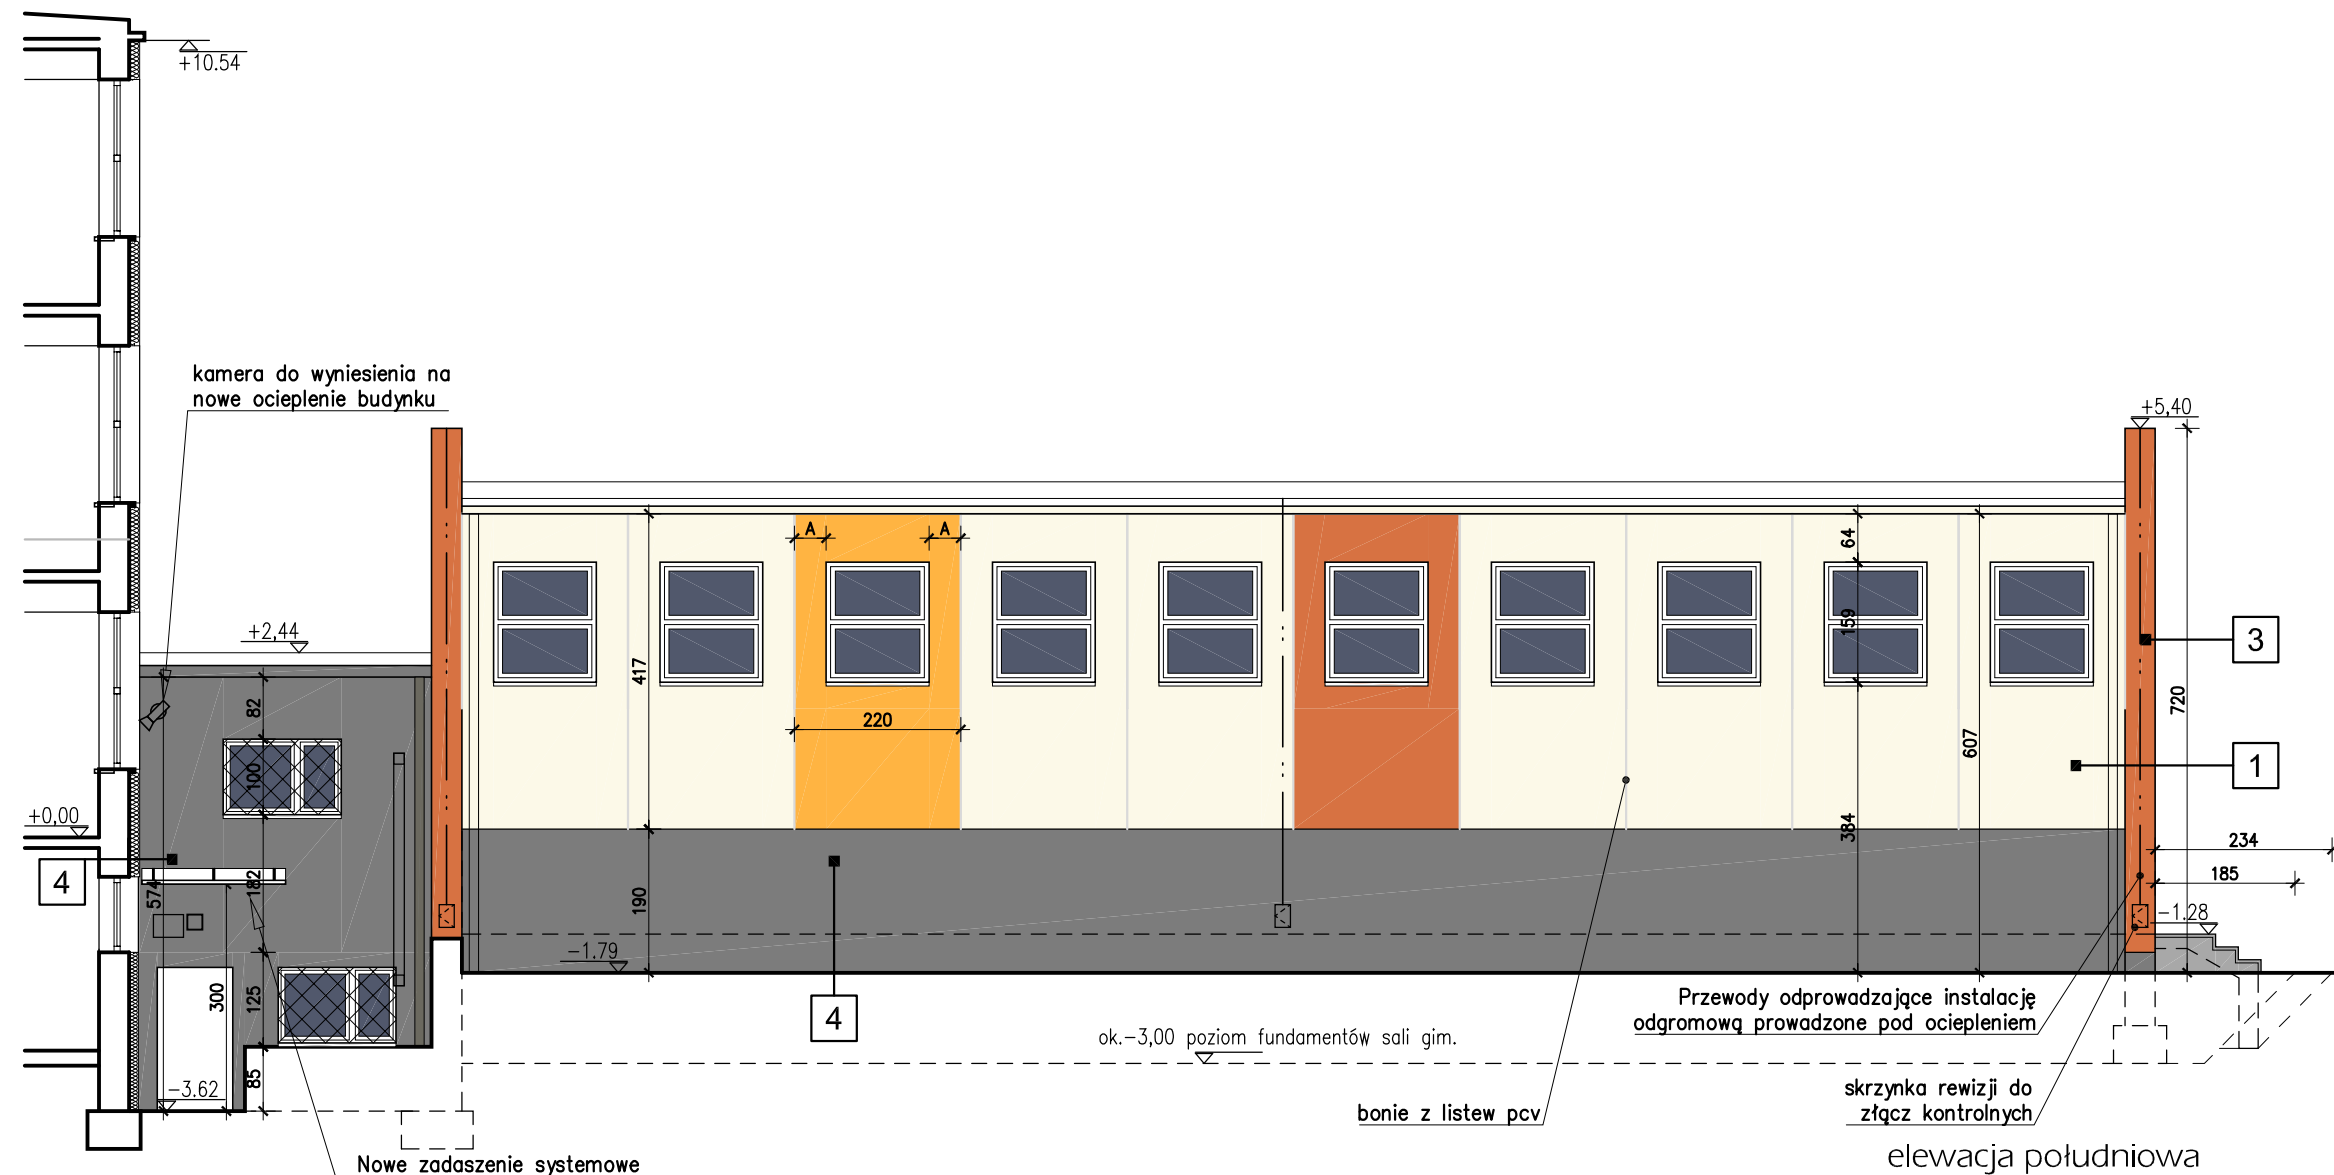 +10.54
kamera do wyniesienia na
nowe ocieplenie budynku
+5,40
A
A
64
+2,44
3
417
159
82
220
720
607
1
100
+0,00
384
234
4
574
182
190
185
-1.28
-1.79
300
125
4
Przewody odprowadzające instalację
odgromową prowadzone pod ociepleniem
ok.-3,00 poziom fundamentów sali gim.
85
-3.62
skrzynka rewizji do
złącz kontrolnych
bonie z listew pcv
Nowe zadaszenie systemowe
elewacja południowa